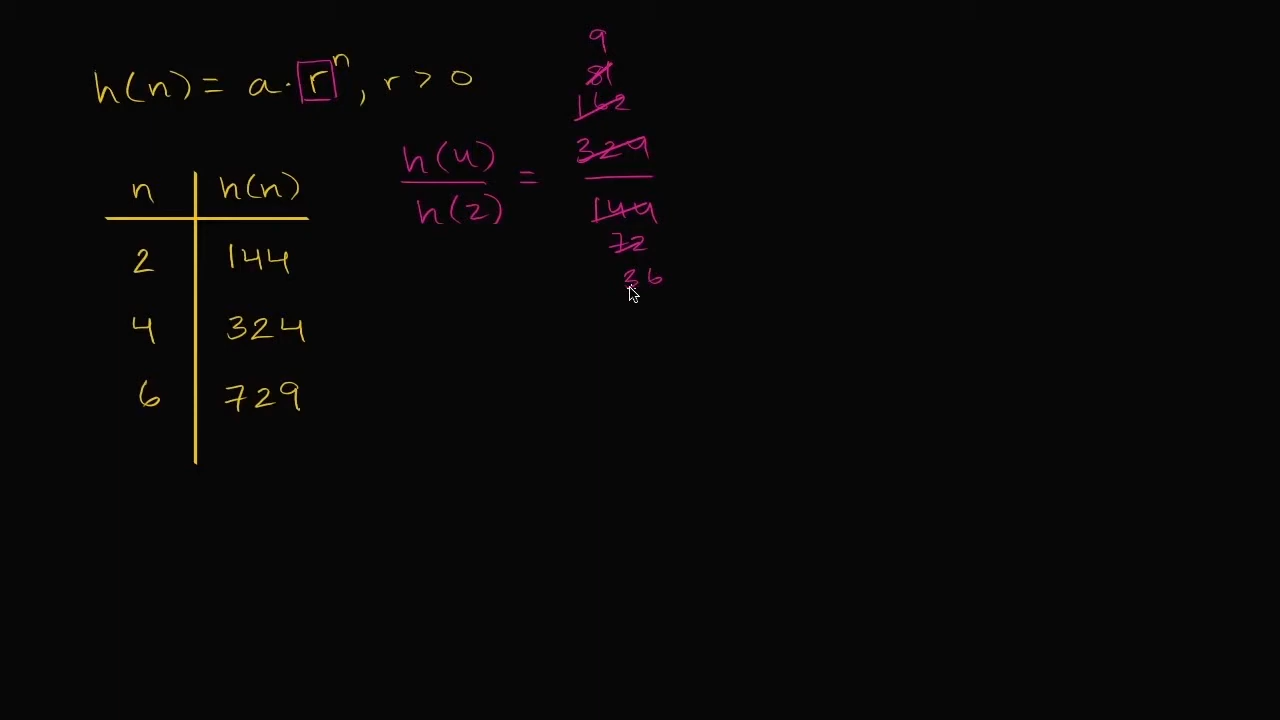 h(n) = a · r^n, r > 0
n | h(n)
2 | 144
4 | 324
6 | 729
9
81
162
h(4) / h(2) = 324 / 144
72
36